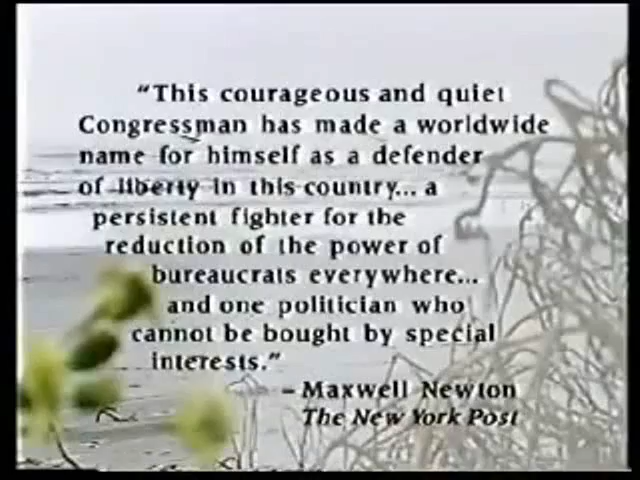 "This courageous and quiet
Congressman has made a worldwide
name for himself as a defender
of liberty in this country... a
persistent fighter for the
reduction of the power of
bureaucrats everywhere...
and one politician who
cannot be bought by special
interests."
– Maxwell Newton
The New York Post